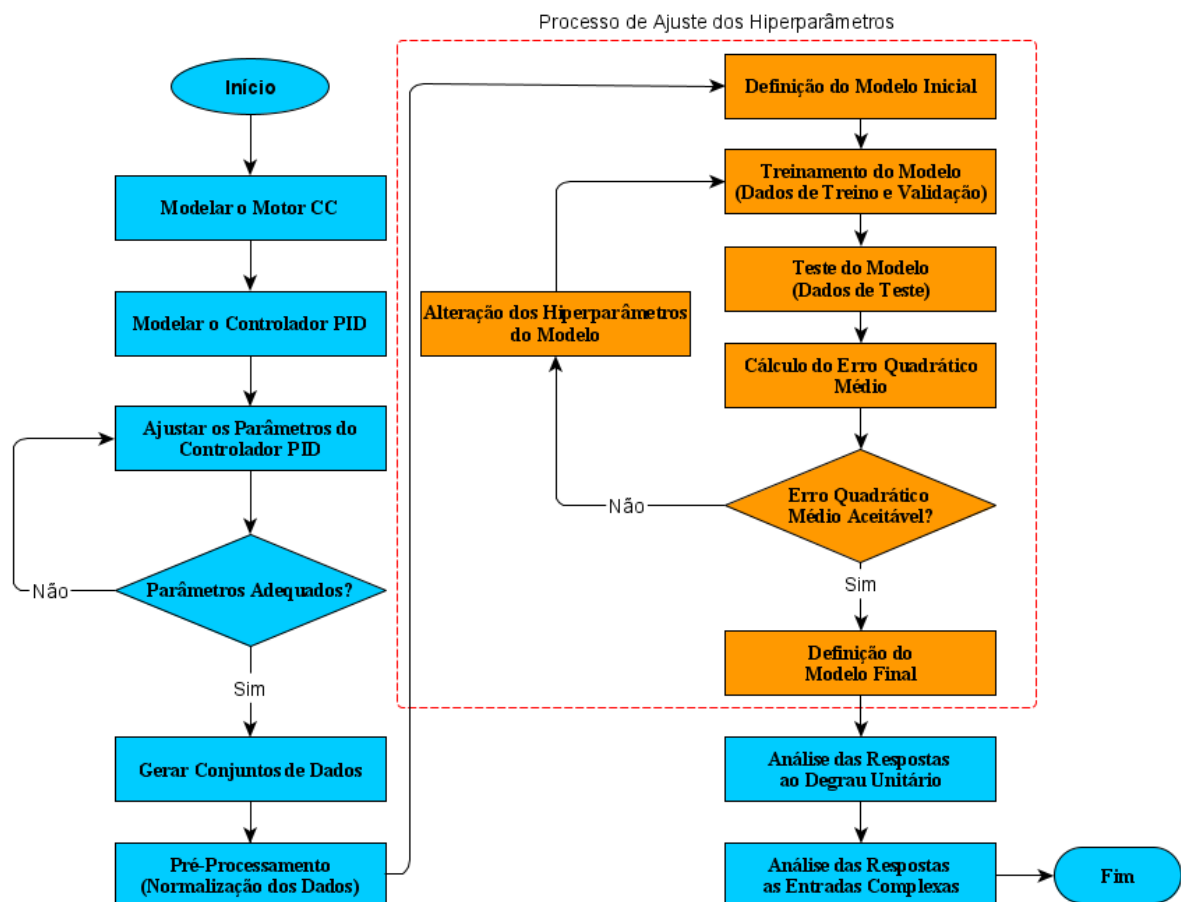 Processo de Ajuste dos Hiperparâmetros
Início
Modelar o Motor CC
Modelar o Controlador PID
Ajustar os Parâmetros do
Controlador PID
Parâmetros Adequados?
Não
Sim
Gerar Conjuntos de Dados
Pré-Processamento
(Normalização dos Dados)
Definição do Modelo Inicial
Treinamento do Modelo
(Dados de Treino e Validação)
Teste do Modelo
(Dados de Teste)
Cálculo do Erro Quadrático
Médio
Erro Quadrático
Médio Aceitável?
Não
Alteração dos Hiperparâmetros
do Modelo
Sim
Definição do
Modelo Final
Análise das Respostas
ao Degrau Unitário
Análise das Respostas
as Entradas Complexas
Fim